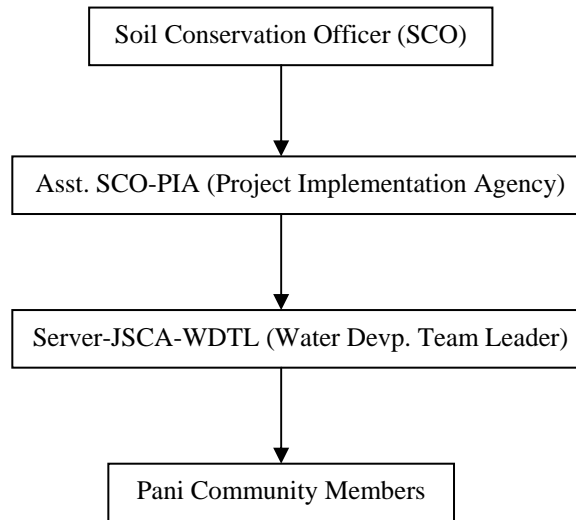 Soil Conservation Officer (SCO)
Asst. SCO-PIA (Project Implementation Agency)
Server-JSCA-WDTL (Water Devp. Team Leader)
Pani Community Members